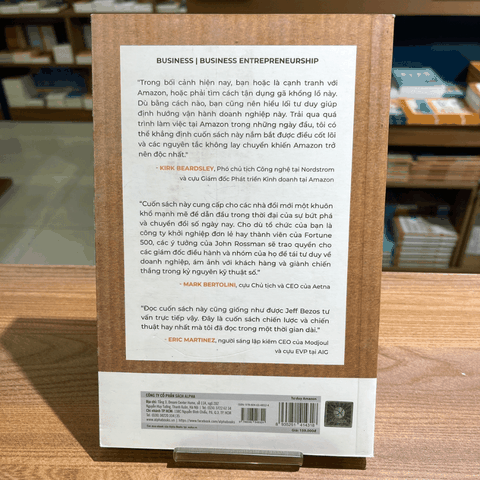 BUSINESS | BUSINESS ENTREPRENEURSHIP
"Trong bối cảnh hiện nay, bạn hoặc là cạnh tranh với
Amazon, hoặc phải tìm cách tận dụng gã khổng lồ này.
Dù bằng cách nào, bạn cũng nên hiểu lối tư duy giúp
định hướng vận hành doanh nghiệp này. Trải qua quá
trình làm việc tại Amazon trong những ngày đầu, tôi có
thể khẳng định cuốn sách này nắm bắt được điều cốt lõi
và các nguyên tắc không lay chuyển khiến Amazon trở
nên độc nhất."
- KIRK BEARDSLEY, Phó chủ tịch Công nghệ tại Nordstrom
và cựu Giám đốc Phát triển Kinh doanh tại Amazon
"Cuốn sách này cung cấp cho các nhà đổi mới một khuôn
khổ mạnh mẽ để dẫn đầu trong thời đại của sự bứt phá
và chuyển đổi số ngày nay. Cho dù tổ chức của bạn là
công ty khởi nghiệp đơn lẻ hay thành viên của Fortune
500, các ý tưởng của John Rossman sẽ trao quyền cho
các giám đốc điều hành và nhóm của họ để tái tư duy về
doanh nghiệp, ám ảnh với khách hàng và giành chiến
thắng trong kỷ nguyên kỹ thuật số."
- MARK BERTOLINI, cựu Chủ tịch và CEO của Aetna
"Đọc cuốn sách này cũng giống như được Jeff Bezos tư
vấn trực tiếp vậy. Đây là cuốn sách chiến lược và chiến
thuật hay nhất mà tôi đã đọc trong một thời gian dài."
- ERIC MARTINEZ, người sáng lập kiêm CEO của Modjoul
và cựu EVP tại AIG
CÔNG TY CỔ PHẦN SÁCH ALPHA
Tư duy Amazon